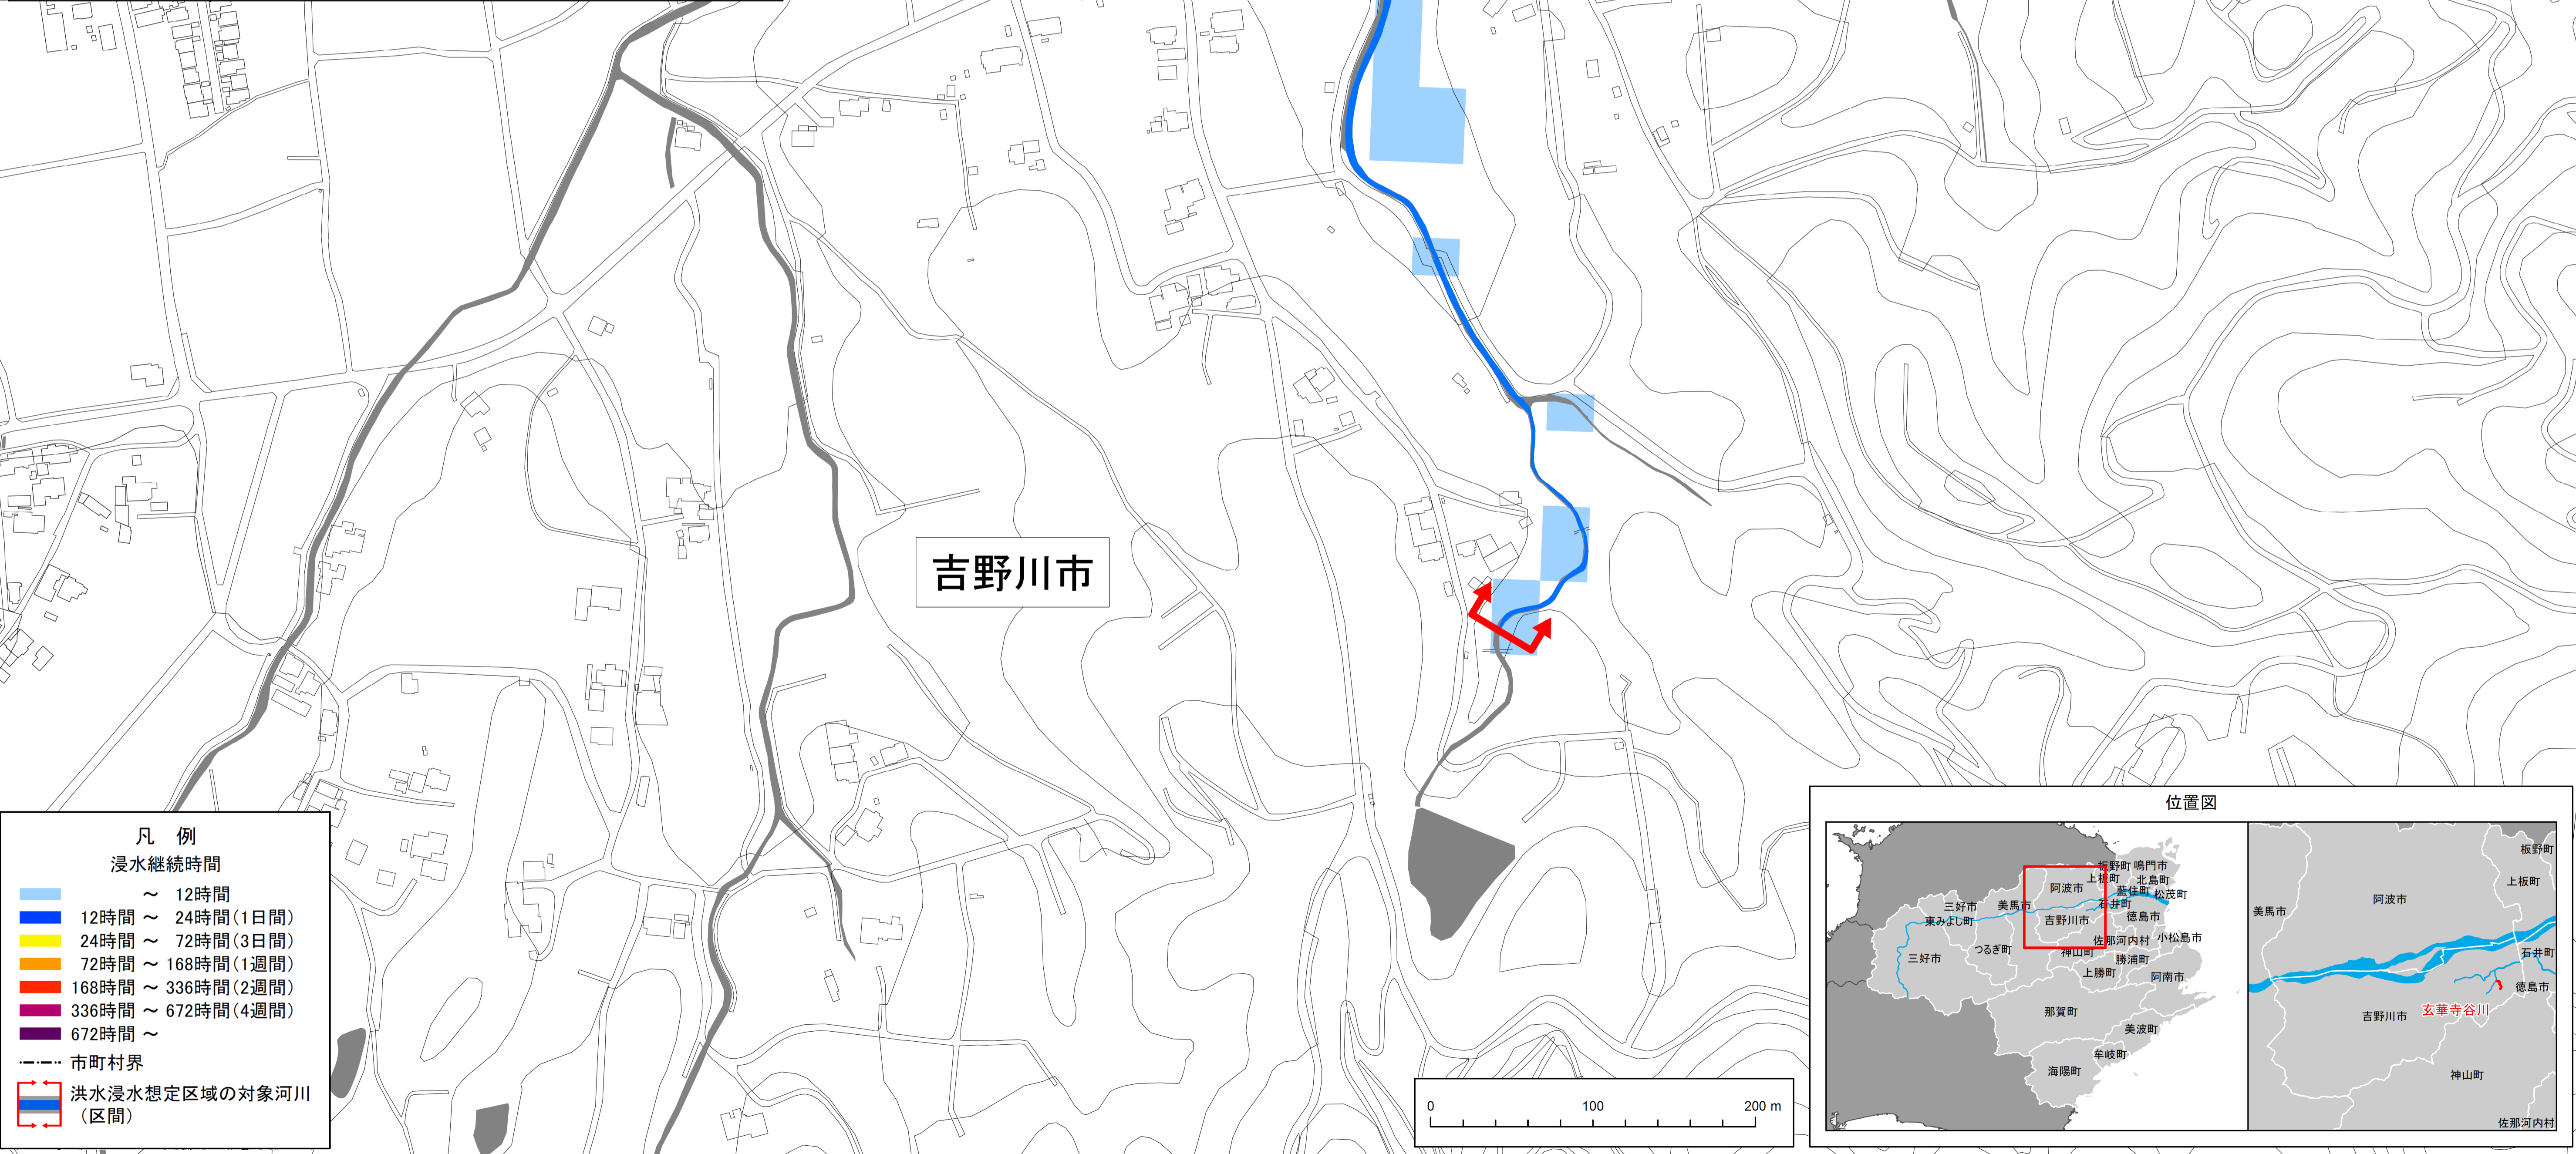 吉野川市
凡 例
浸水継続時間
～ 12時間
12時間 ～ 24時間(1日間)
24時間 ～ 72時間(3日間)
72時間 ～ 168時間(1週間)
168時間 ～ 336時間(2週間)
336時間 ～ 672時間(4週間)
672時間 ～
市町村界
洪水浸水想定区域の対象河川
(区間)
0 100 200 m
位置図
板野町 鳴門市
上板町 北島町
阿波市 藍住町 松茂町
三好市 美馬市 石井町
東みよし町 吉野川市 徳島市
つるぎ町 佐那河内村 小松島市
三好市 神山町 勝浦町
上勝町 阿南市
那賀町
美波町
牟岐町
海陽町
板野町
上板町
阿波市
美馬市
石井町
徳島市
玄華寺谷川
吉野川市
神山町
佐那河内村